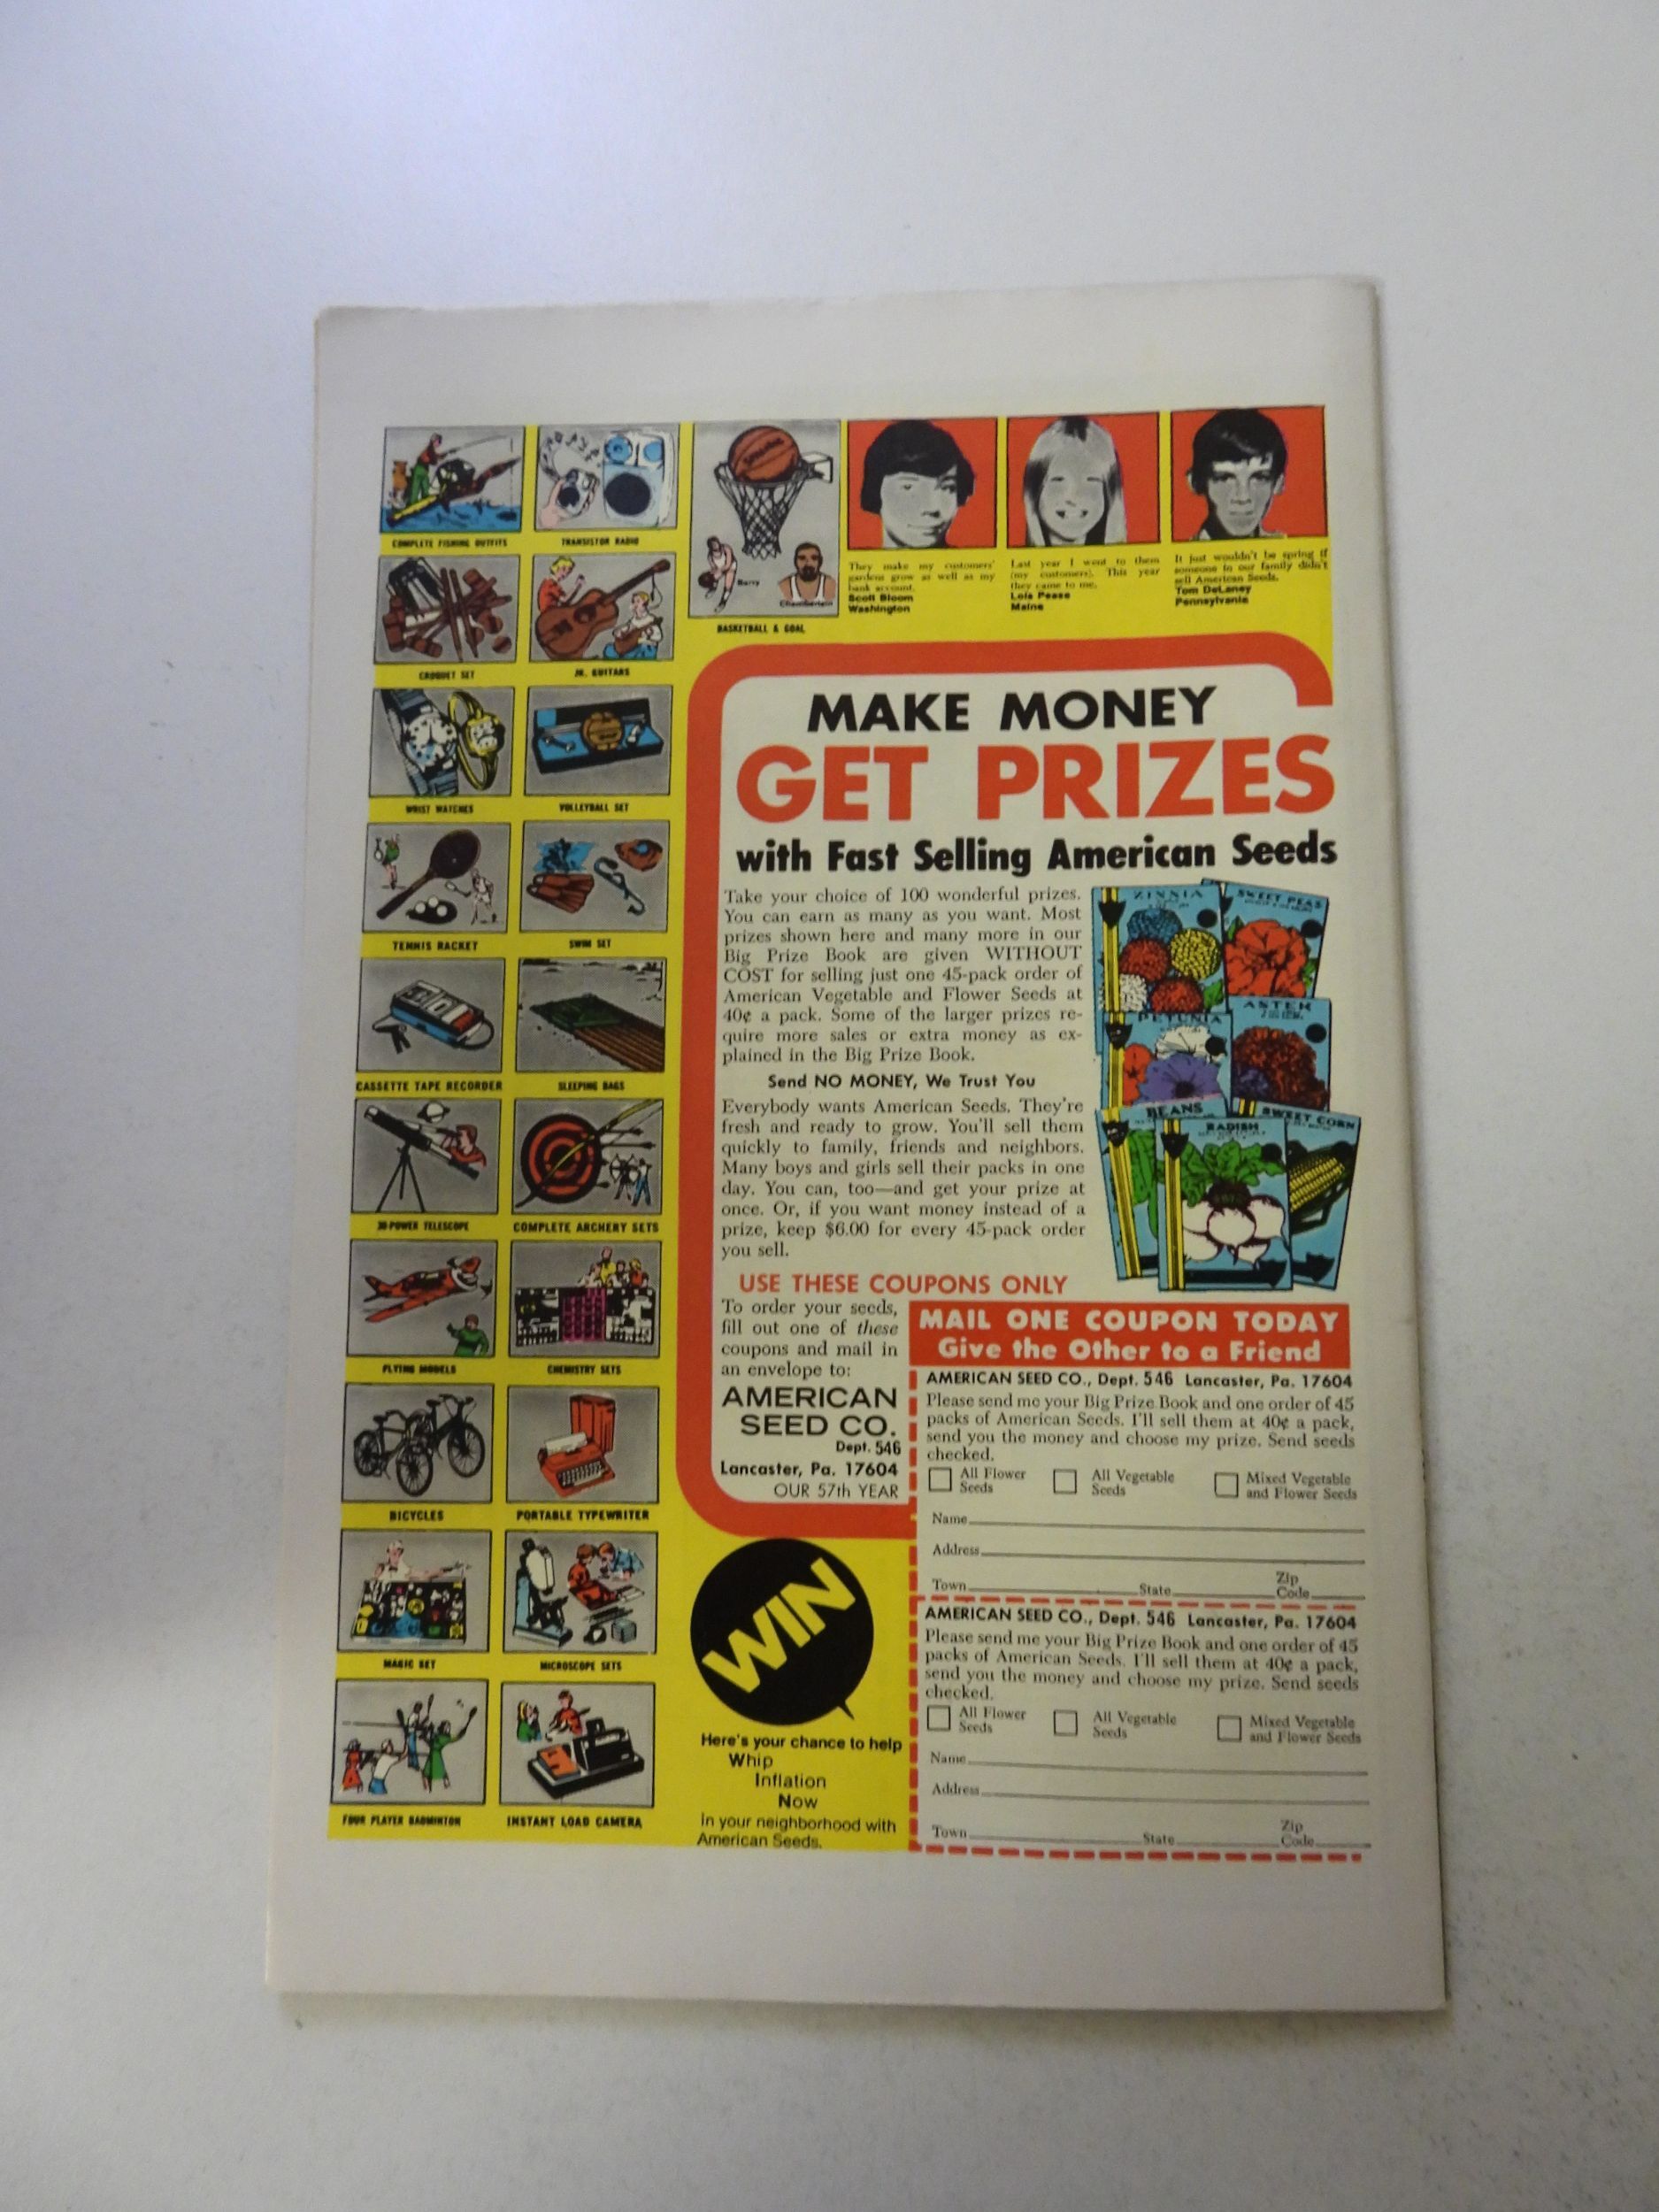 COMPLETE FISHING OUTFITS
TRANSISTOR RADIO
CROQUET SET
JR. GUITARS
WRIST WATCHES
VOLLEYBALL SET
TENNIS RACKET
SWIM SET
CASSETTE TAPE RECORDER
SLEEPING BAGS
30-POWER TELESCOPE
COMPLETE ARCHERY SETS
FLYING MODELS
CHEMISTRY SETS
BICYCLES
PORTABLE TYPEWRITER
MAGIC SET
MICROSCOPE SETS
FOUR PLAYER BADMINTON
INSTANT LOAD CAMERA
Barry
Chamberlain
BASKETBALL & GOAL
They make my customers'
gardens grow as well as my
bank account.
Scott Bloom
Washington
Last year I went to them
(my customers). This year
they came to me.
Lois Pease
Maine
It just wouldn't be spring if
someone in our family didn't
sell American Seeds.
Tom DeLaney
Pennsylvania
MAKE MONEY
GET PRIZES
with Fast Selling American Seeds
Take your choice of 100 wonderful prizes.
You can earn as many as you want. Most
prizes shown here and many more in our
Big Prize Book are given WITHOUT
COST for selling just one 45-pack order of
American Vegetable and Flower Seeds at
40¢ a pack. Some of the larger prizes re-
quire more sales or extra money as ex-
plained in the Big Prize Book.
Send NO MONEY, We Trust You
Everybody wants American Seeds. They're
fresh and ready to grow. You'll sell them
quickly to family, friends and neighbors.
Many boys and girls sell their packs in one
day. You can, too—and get your prize at
once. Or, if you want money instead of a
prize, keep $6.00 for every 45-pack order
you sell.
ZINNIA
SWEET PEAS
PETUNIA
ASTER
BEANS
RADISH
SWEET CORN
USE THESE COUPONS ONLY
To order your seeds,
fill out one of these
coupons and mail in
an envelope to:
AMERICAN
SEED CO.
Dept. 546
Lancaster, Pa. 17604
OUR 57th YEAR
MAIL ONE COUPON TODAY
Give the Other to a Friend
AMERICAN SEED CO., Dept. 546 Lancaster, Pa. 17604
Please send me your Big Prize Book and one order of 45
packs of American Seeds. I'll sell them at 40¢ a pack,
send you the money and choose my prize. Send seeds
checked.
All Flower Seeds
All Vegetable Seeds
Mixed Vegetable and Flower Seeds
Name
Address
Town State Zip Code
AMERICAN SEED CO., Dept. 546 Lancaster, Pa. 17604
Please send me your Big Prize Book and one order of 45
packs of American Seeds. I'll sell them at 40¢ a pack,
send you the money and choose my prize. Send seeds
checked.
All Flower Seeds
All Vegetable Seeds
Mixed Vegetable and Flower Seeds
Name
Address
Town State Zip Code
WIN
Here's your chance to help
Whip
Inflation
Now
In your neighborhood with
American Seeds.